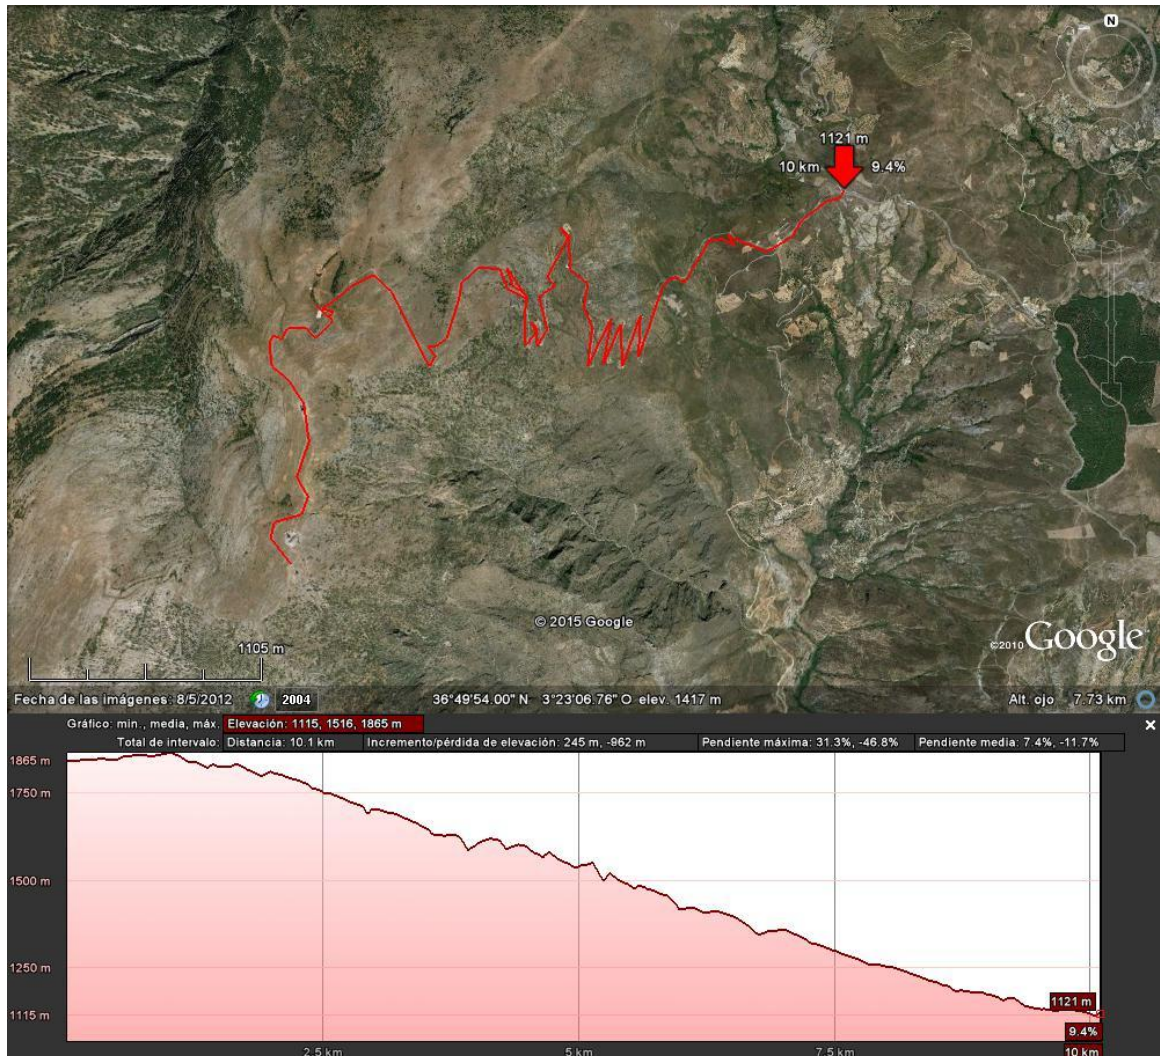 N
1121 m
10 km 9.4%
© 2015 Google
©2010 Google
1105 m
Fecha de las imágenes: 8/5/2012 2004 36°49'54.00" N 3°23'06.76" O elev. 1417 m Alt. ojo 7.73 km
Gráfico: min., media, máx. Elevación: 1115, 1516, 1865 m
Total de intervalo: Distancia: 10.1 km Incremento/pérdida de elevación: 245 m, -962 m Pendiente máxima: 31.3%, -46.8% Pendiente media: 7.4%, -11.7%
1865 m
1750 m
1500 m
1250 m
1115 m
1121 m
9.4%
2.5 km 5 km 7.5 km 10 km